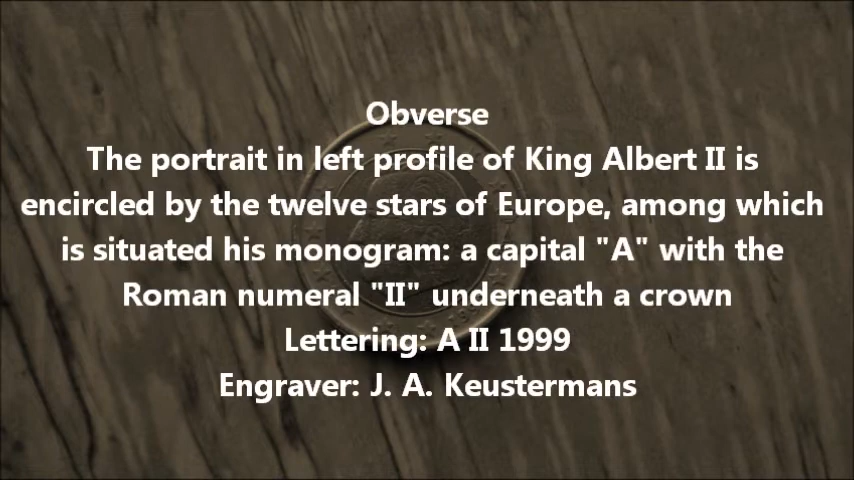 Obverse
The portrait in left profile of King Albert II is
encircled by the twelve stars of Europe, among which
is situated his monogram: a capital "A" with the
Roman numeral "II" underneath a crown
Lettering: A II 1999
Engraver: J. A. Keustermans